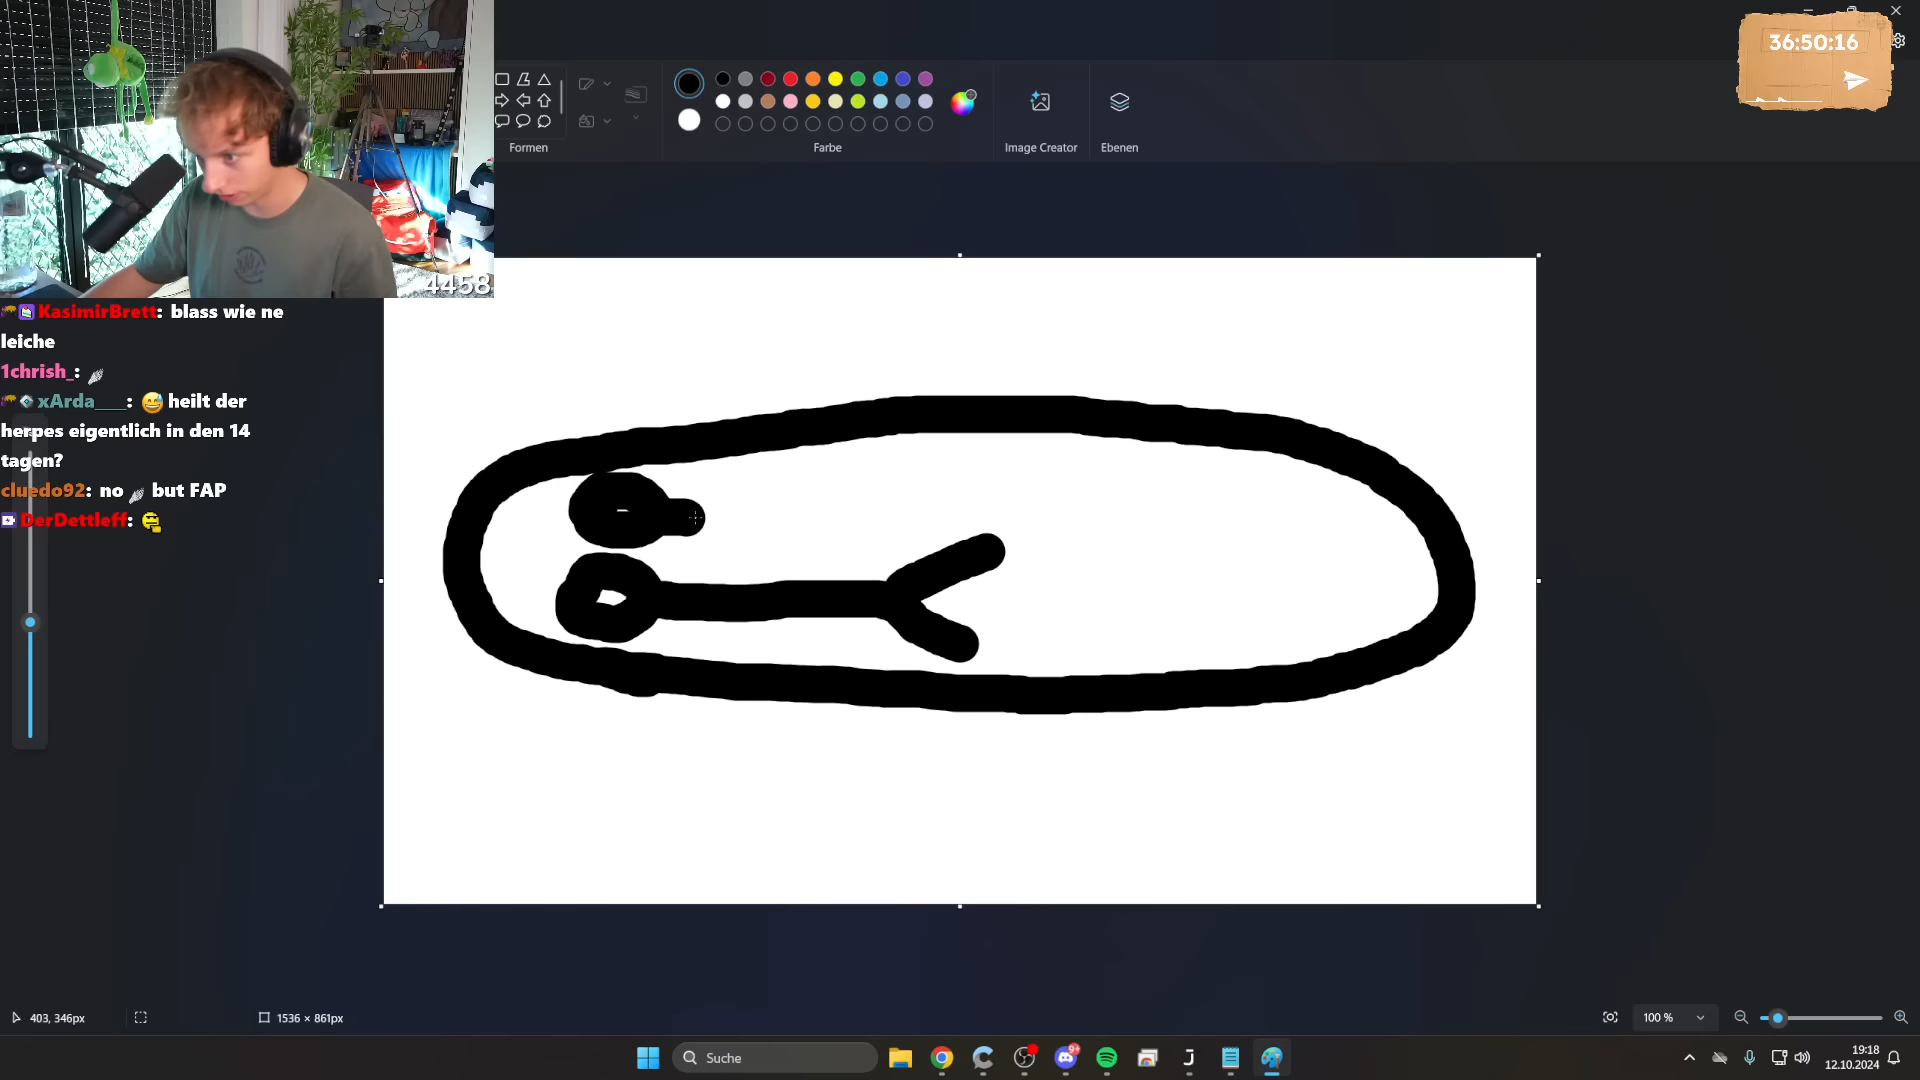 36:50:16
Formen
Farbe
Image Creator
Ebenen
4458
KasimirBrett: blass wie ne
leiche
1chrish_:
xArda___: 😅 heilt der
herpes eigentlich in den 14
tagen?
cluedo92: no but FAP
DerDettleff:
403, 346px
1536 × 861px
100 %
Suche
9+
J
19:18
12.10.2024